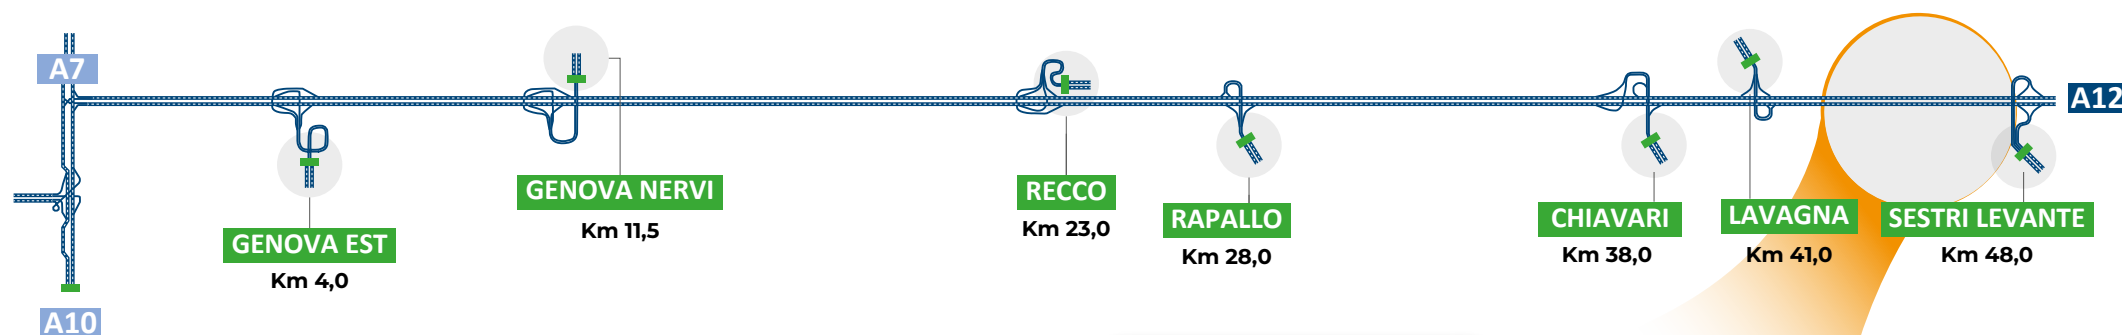 A7
A12
GENOVA NERVI
Km 11,5
RECCO
Km 23,0
RAPALLO
Km 28,0
CHIAVARI
Km 38,0
LAVAGNA
Km 41,0
SESTRI LEVANTE
Km 48,0
GENOVA EST
Km 4,0
A10